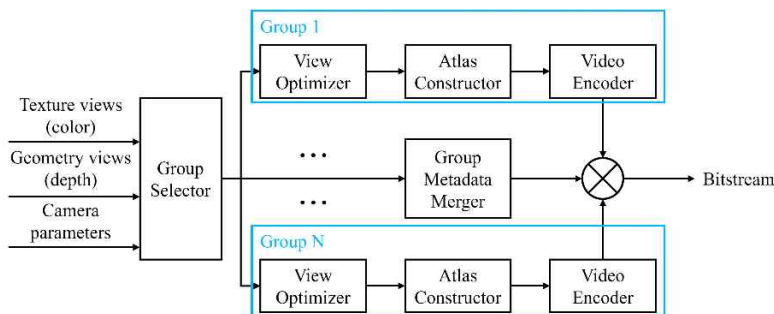 Group 1
View
Optimizer
Atlas
Constructor
Video
Encoder
Texture views
(color)
Geometry views
(depth)
Camera
parameters
Group
Selector
...
...
Group
Metadata
Merger
Bitstream
Group N
View
Optimizer
Atlas
Constructor
Video
Encoder